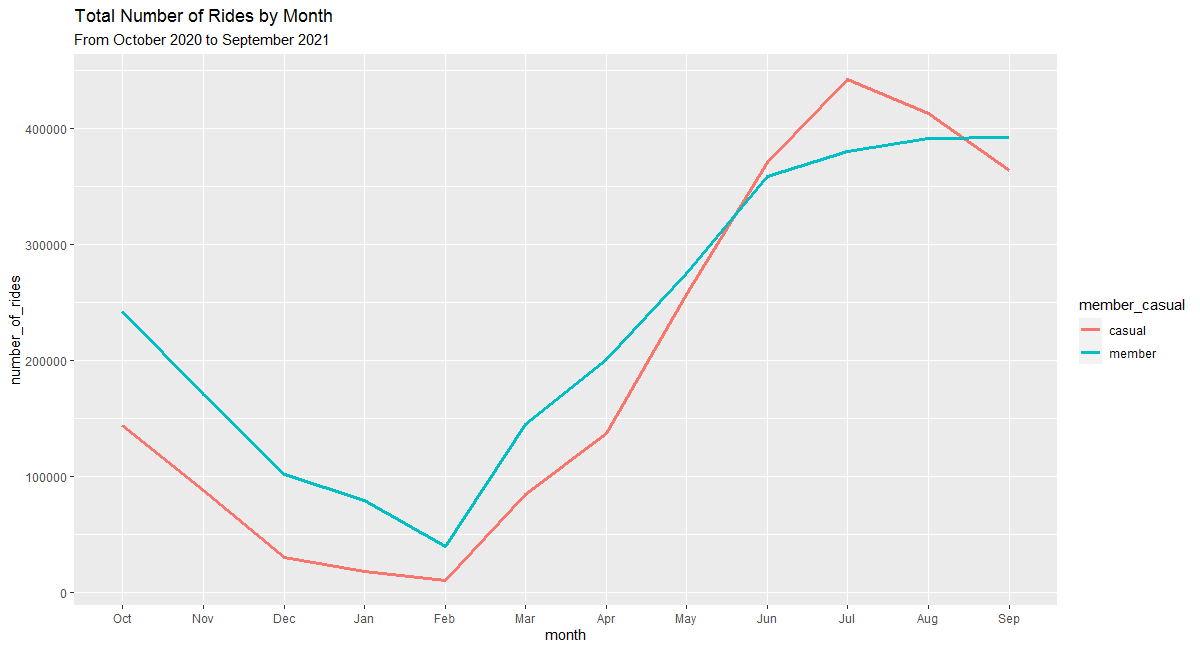 Total Number of Rides by Month
From October 2020 to September 2021
number_of_rides
400000
300000
200000
100000
0
Oct Nov Dec Jan Feb Mar Apr May Jun Jul Aug Sep
month
member_casual
casual
member